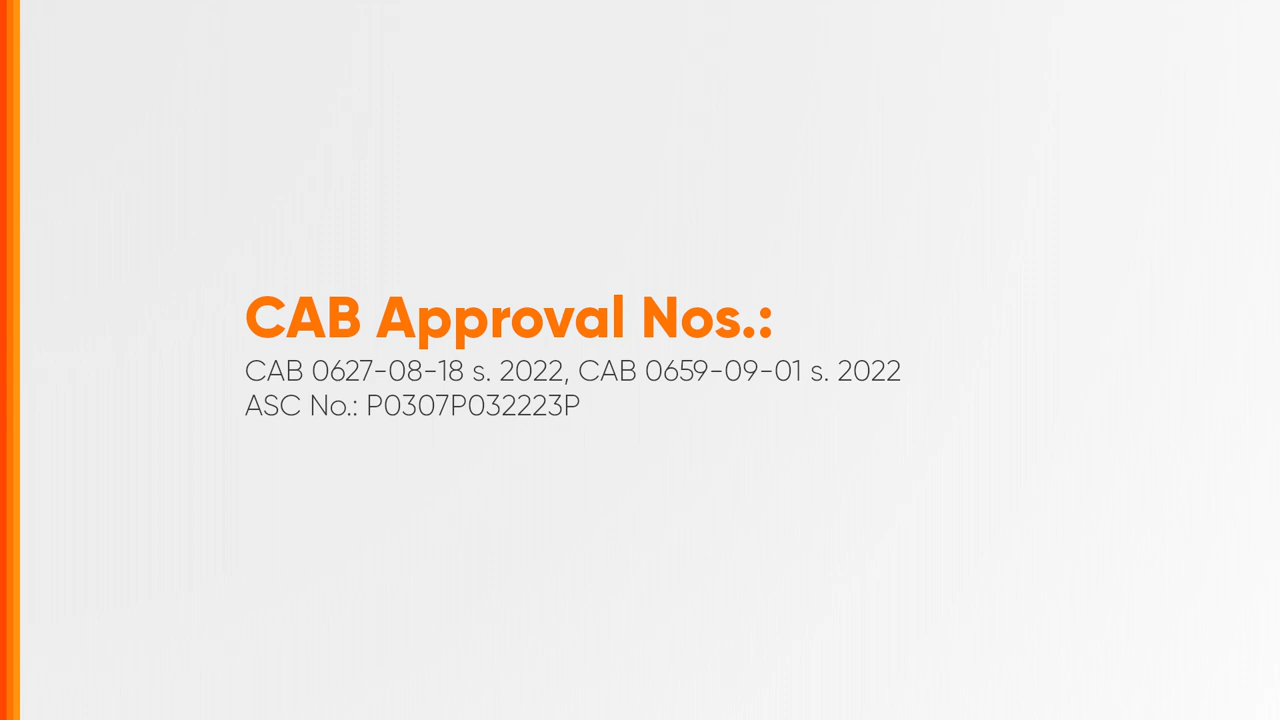 CAB Approval Nos.:
CAB 0627-08-18 s. 2022, CAB 0659-09-01 s. 2022
ASC No.: P0307P032223P